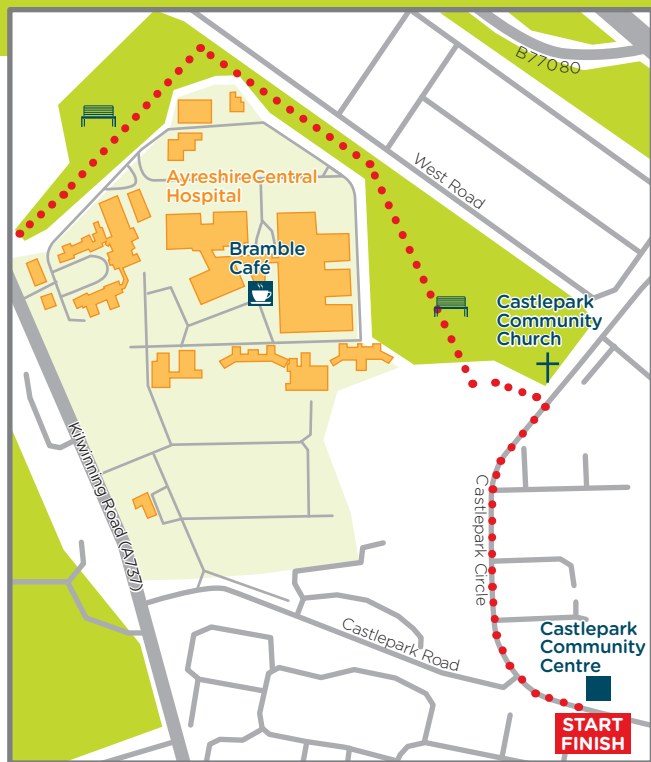 B77080
West Road
AyreshireCentral
Hospital
Bramble
Café
Castlepark
Community
Church
Kilwinning Road (A737)
Castlepark Circle
Castlepark Road
Castlepark
Community
Centre
START
FINISH